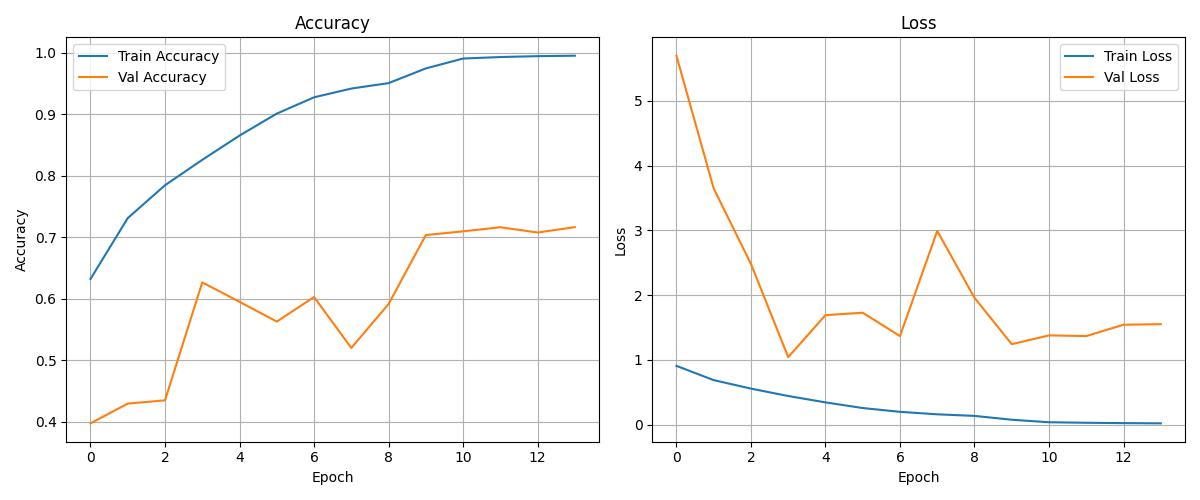 Accuracy
1.0
0.9
0.8
0.7
0.6
0.5
0.4
Accuracy
Train Accuracy
Val Accuracy
0 2 4 6 8 10 12
Epoch
Loss
5
4
3
2
1
0
Loss
Train Loss
Val Loss
0 2 4 6 8 10 12
Epoch